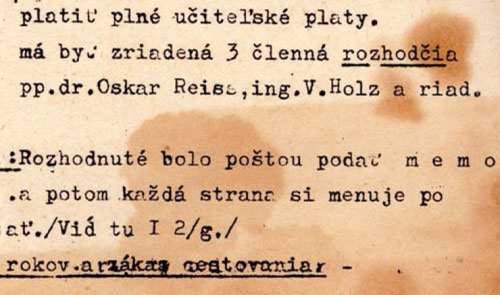 platiť plné učiteľské platy.
má byť zriadená 3 členná rozhodčia
pp.dr.Oskar Reiss,ing.V.Holz a riad.
:Rozhodnuté bolo poštou podať m e m o
.a potom každá strana si menuje po
ať./Viď tu I 2/g./
rokov.a zákaz cestovania, -